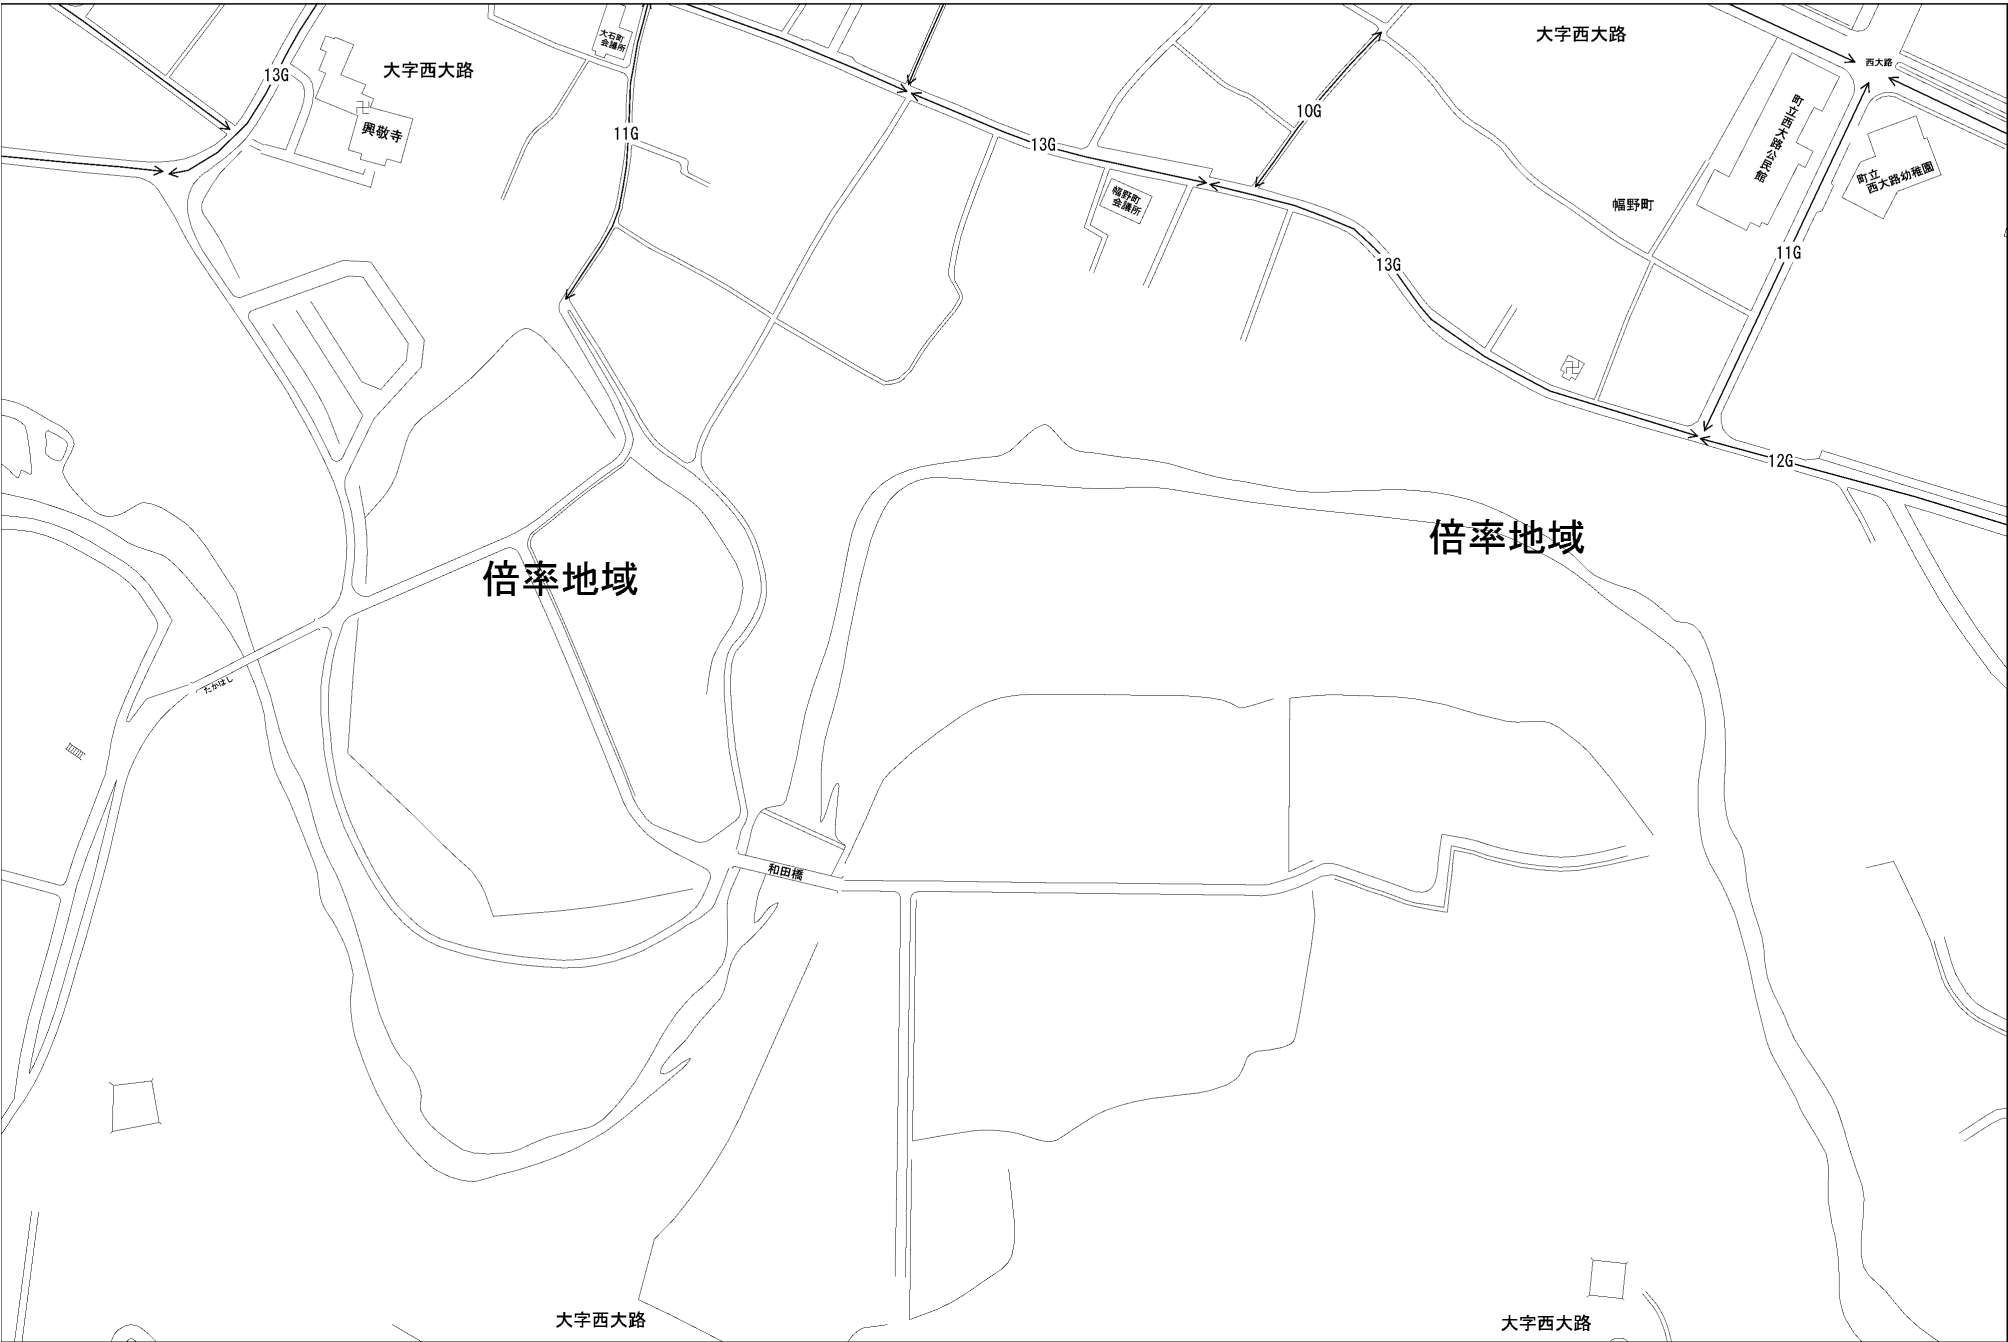 大字西大路
西大路
13G
大字西大路
大石町
会議所
11G
興敬寺
10G
13G
町立西大路公民館
町立
西大路幼稚園
幅野町
会議所
幅野町
11G
13G
12G
倍率地域
倍率地域
たかはし
和田橋
大字西大路
大字西大路